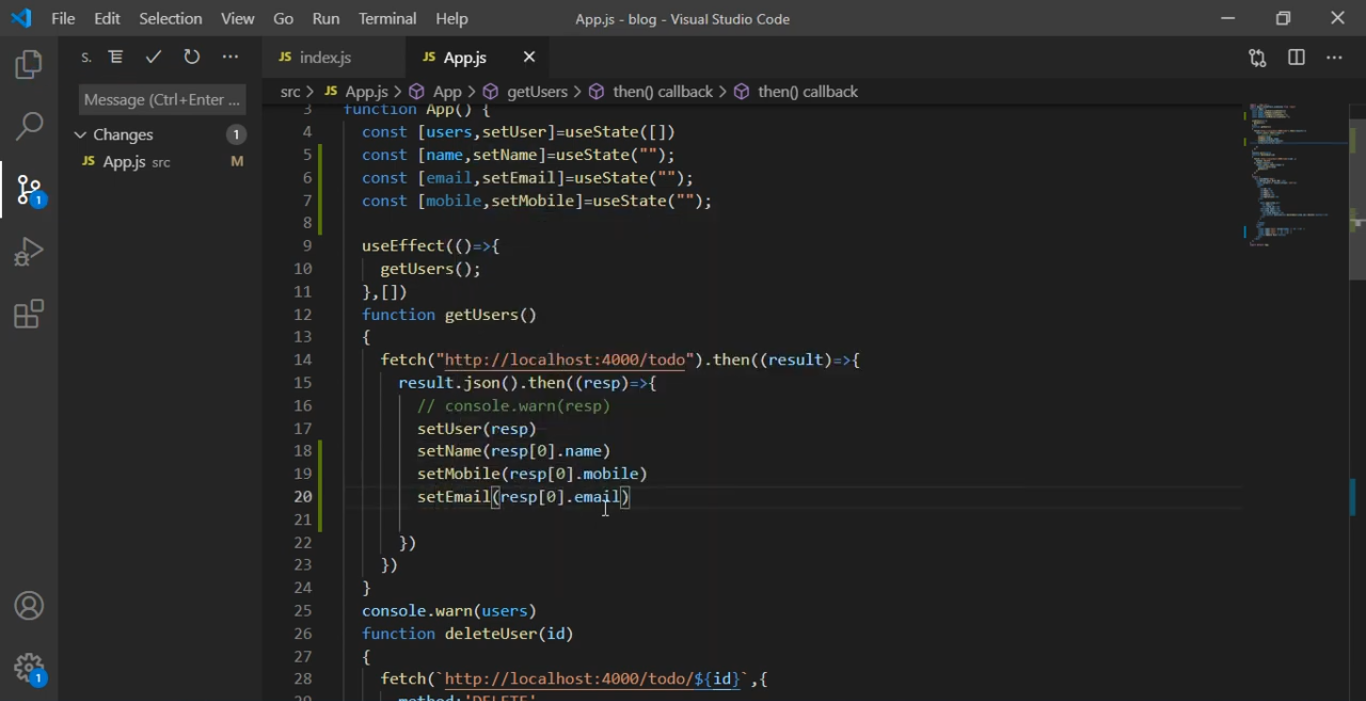 File Edit Selection View Go Run Terminal Help App.js - blog - Visual Studio Code
S.
JS index.js JS App.js
Message (Ctrl+Enter ...
src > JS App.js > App > getUsers > then() callback > then() callback
Changes 1
JS App.js src M
1
1
3 function App() {
4 const [users,setUser]=useState([])
5 const [name,setName]=useState("");
6 const [email,setEmail]=useState("");
7 const [mobile,setMobile]=useState("");
8
9 useEffect(()=>{
10 getUsers();
11 },[])
12 function getUsers()
13 {
14 fetch("http://localhost:4000/todo").then((result)=>{
15 result.json().then((resp)=>{
16 // console.warn(resp)
17 setUser(resp)
18 setName(resp[0].name)
19 setMobile(resp[0].mobile)
20 setEmail(resp[0].email)
21
22 })
23 })
24 }
25 console.warn(users)
26 function deleteUser(id)
27 {
28 fetch(`http://localhost:4000/todo/${id}`,{
29 method:'DELETE'